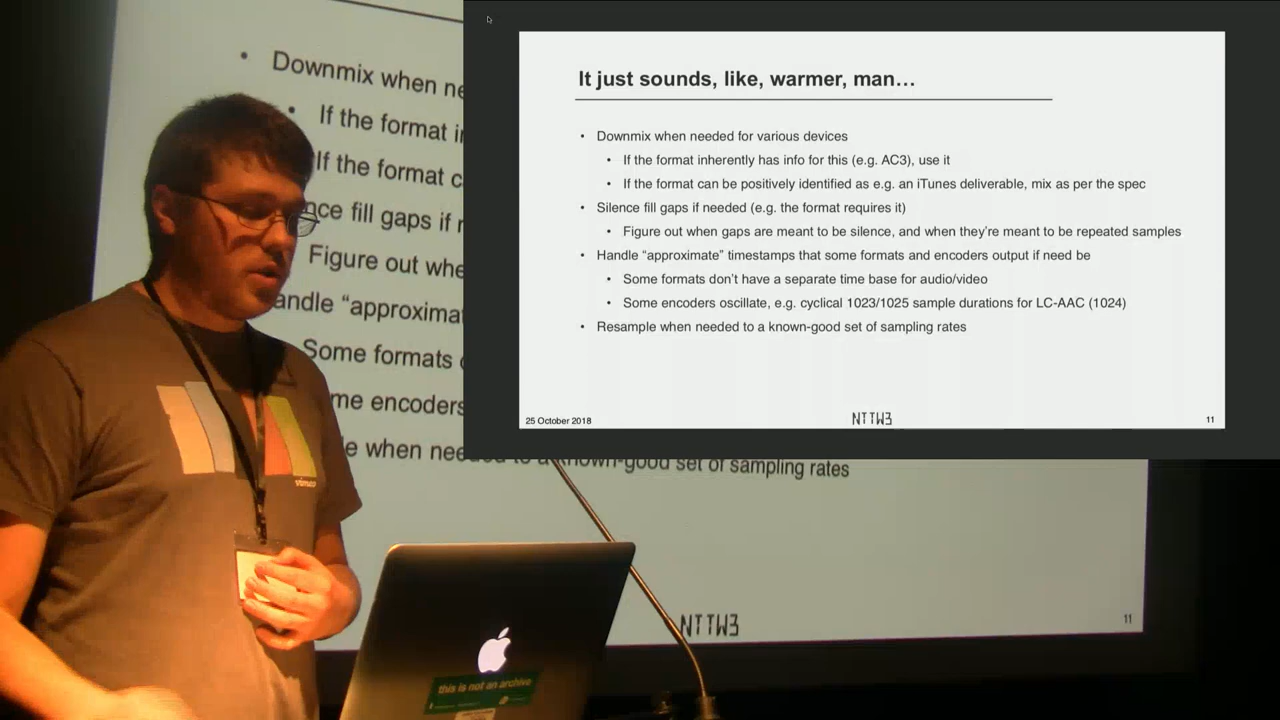 It just sounds, like, warmer, man…
• Downmix when needed for various devices
• If the format inherently has info for this (e.g. AC3), use it
• If the format can be positively identified as e.g. an iTunes deliverable, mix as per the spec
• Silence fill gaps if needed (e.g. the format requires it)
• Figure out when gaps are meant to be silence, and when they’re meant to be repeated samples
• Handle “approximate” timestamps that some formats and encoders output if need be
• Some formats don’t have a separate time base for audio/video
• Some encoders oscillate, e.g. cyclical 1023/1025 sample durations for LC-AAC (1024)
• Resample when needed to a known-good set of sampling rates
25 October 2018
NTTW3
11
• Downmix when ne
• If the format i
If the format c
nce fill gaps if
Figure out whe
andle “approxima
Some formats
me encoders
le when needed to a known-good set of sampling rates
NTTW3
11
vimeo
this is not an archive